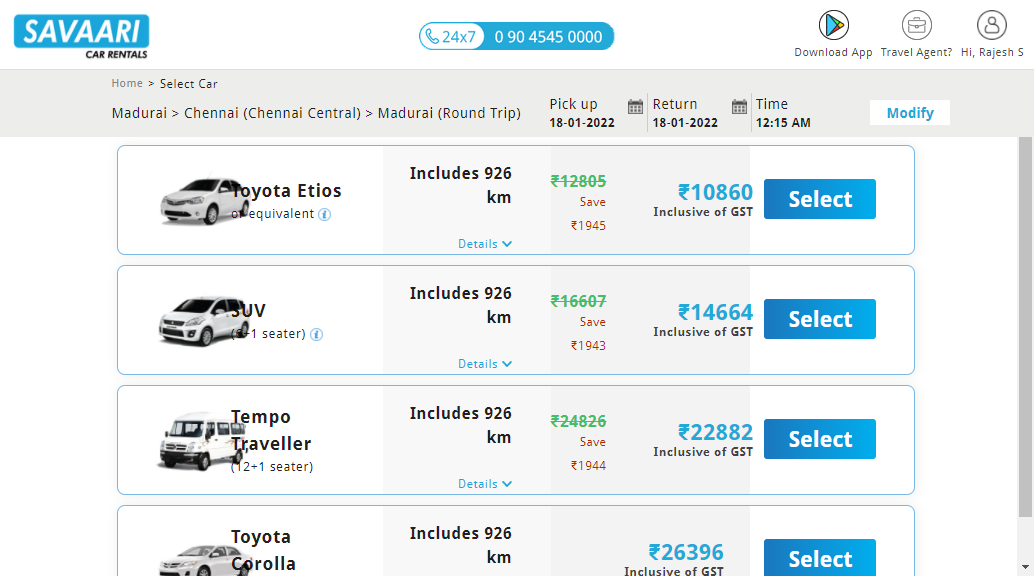 SAVAARI
CAR RENTALS
24x7 0 90 4545 0000
Download App
Travel Agent?
Hi, Rajesh S
Home > Select Car
Madurai > Chennai (Chennai Central) > Madurai (Round Trip)
Pick up
18-01-2022
Return
18-01-2022
Time
12:15 AM
Modify
Toyota Etios
or equivalent
Includes 926
km
Details
₹12805
Save
₹1945
₹10860
Inclusive of GST
Select
SUV
(6+1 seater)
Includes 926
km
Details
₹16607
Save
₹1943
₹14664
Inclusive of GST
Select
Tempo
Traveller
(12+1 seater)
Includes 926
km
Details
₹24826
Save
₹1944
₹22882
Inclusive of GST
Select
Toyota
Corolla
Includes 926
km
₹26396
Inclusive of GST
Select